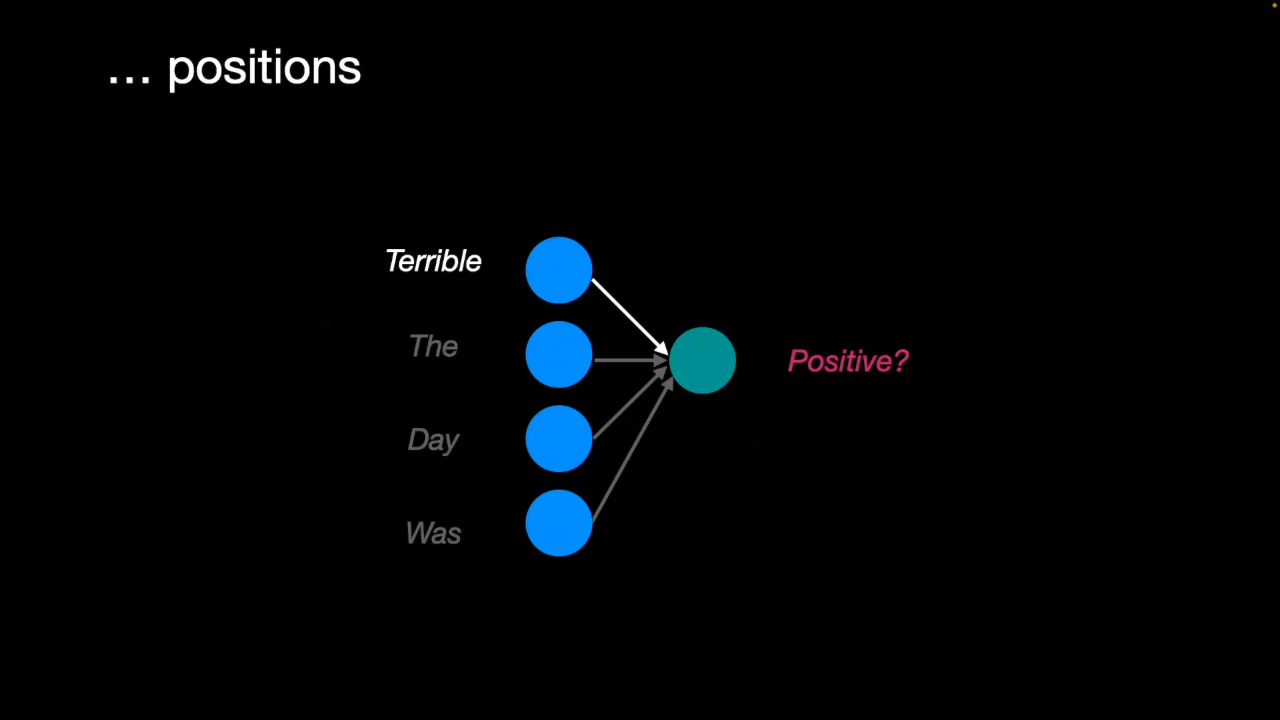 ... positions
Terrible
The
Day
Was
Positive?